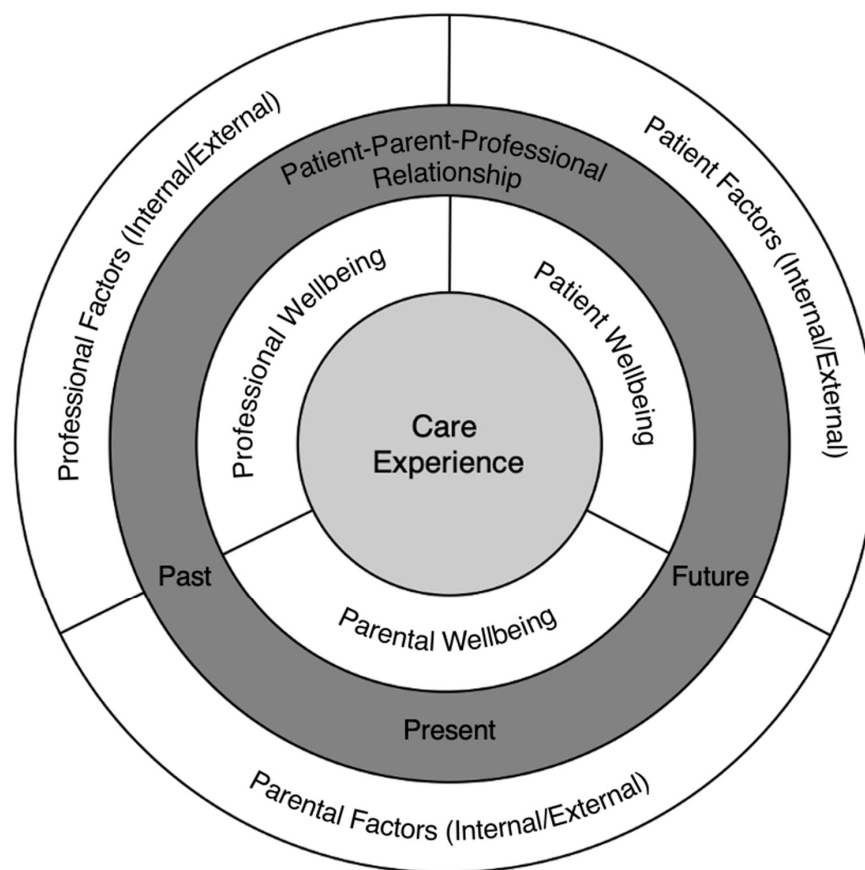 Professional Factors (Internal/External)
Patient Factors (Internal/External)
Patient-Parent-Professional
Relationship
Professional Wellbeing
Patient Wellbeing
Care
Experience
Past
Future
Parental Wellbeing
Present
Parental Factors (Internal/External)